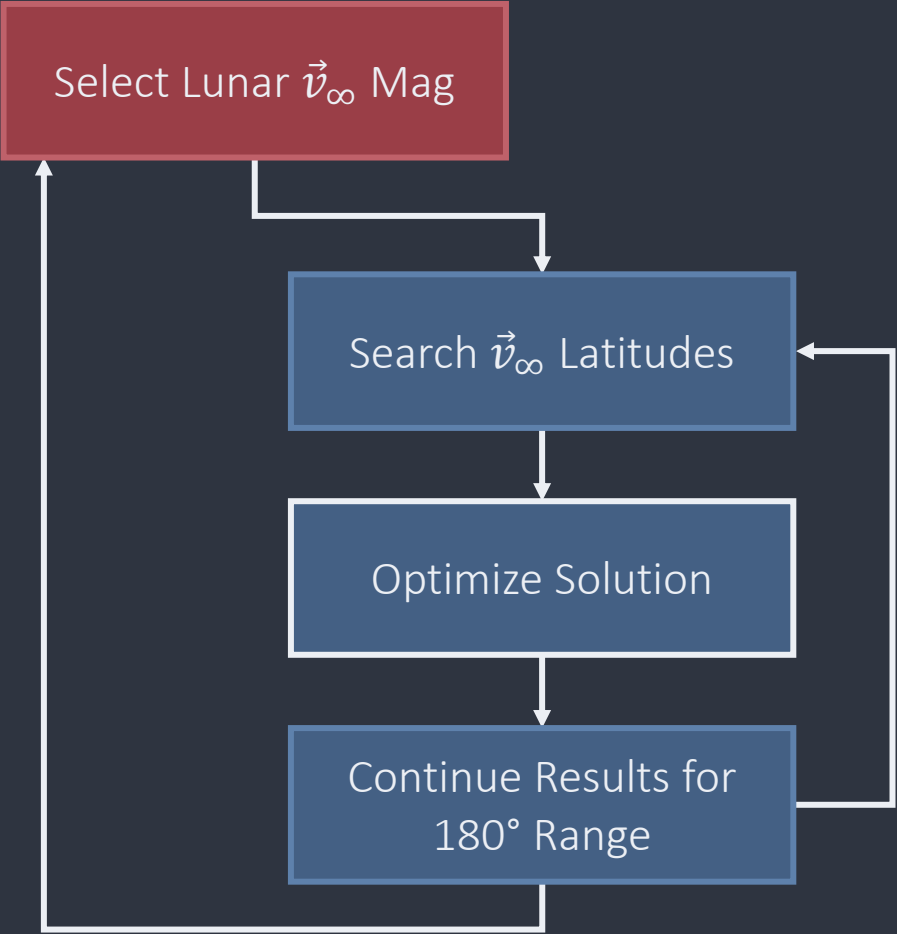 Select Lunar v⃗∞ Mag
Search v⃗∞ Latitudes
Optimize Solution
Continue Results for
180° Range